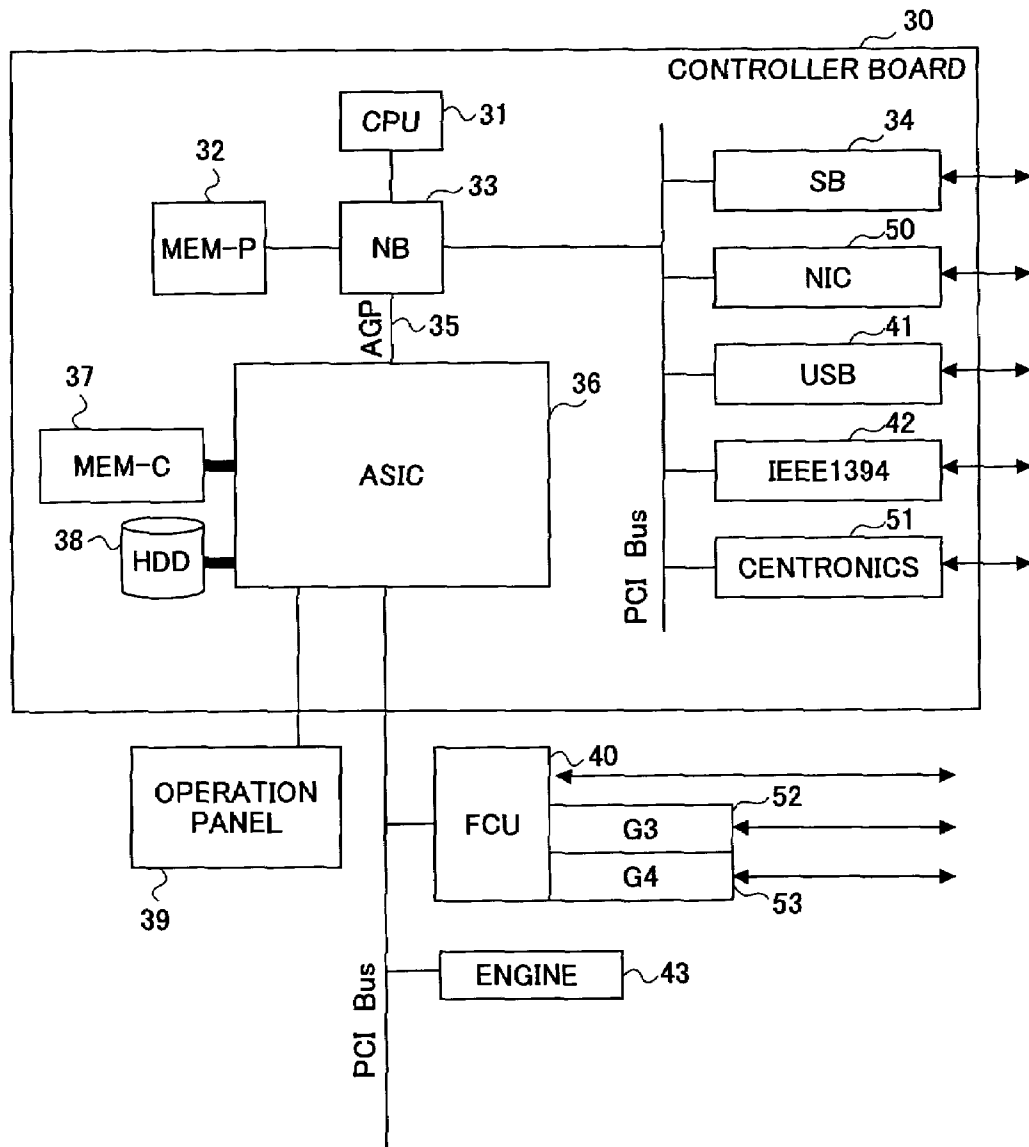 30
CONTROLLER BOARD
CPU
31
32
33
34
MEM-P
NB
SB
50
NIC
AGP
35
41
USB
37
36
42
MEM-C
ASIC
IEEE1394
38
HDD
51
CENTRONICS
PCI Bus
OPERATION
PANEL
39
40
FCU
52
G3
G4
53
ENGINE
43
PCI Bus